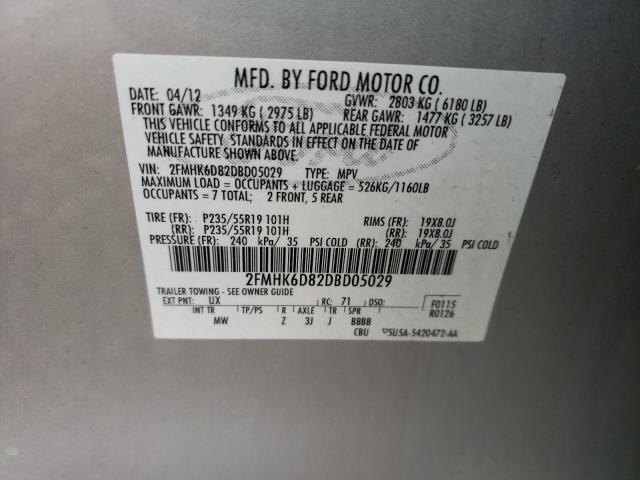 MFD. BY FORD MOTOR CO.
DATE: 04/12 GVWR: 2803 KG ( 6180 LB)
FRONT GAWR: 1349 KG ( 2975 LB) REAR GAWR: 1477 KG ( 3257 LB)
THIS VEHICLE CONFORMS TO ALL APPLICABLE FEDERAL MOTOR
VEHICLE SAFETY STANDARDS IN EFFECT ON THE DATE OF
MANUFACTURE SHOWN ABOVE.
VIN: 2FMHK6D82DBD05029 TYPE: MPV
MAXIMUM LOAD = OCCUPANTS + LUGGAGE = 526KG/1160LB
OCCUPANTS = 7 TOTAL; 2 FRONT, 5 REAR
TIRE (FR): P235/55R19 101H RIMS (FR): 19X8.0J
(RR): P235/55R19 101H (RR): 19X8.0J
PRESSURE (FR): 240 kPa/ 35 PSI COLD (RR): 240 kPa/ 35 PSI COLD
2FMHK6D82DBD05029
TRAILER TOWING - SEE OWNER GUIDE
EXT PNT: UX RC: 71 DSO: F0115
INT TR TP/PS R AXLE TR SPR R0126
MW Z 3J J BBBB
CBU 5U5A-5420472-AA